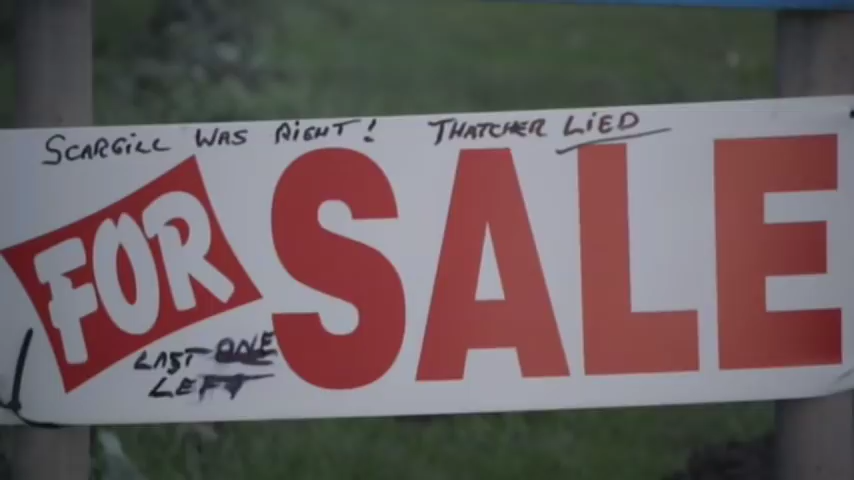 SCARGILL WAS RIGHT! THATCHER LIED
FOR SALE
LAST ONE
LEFT